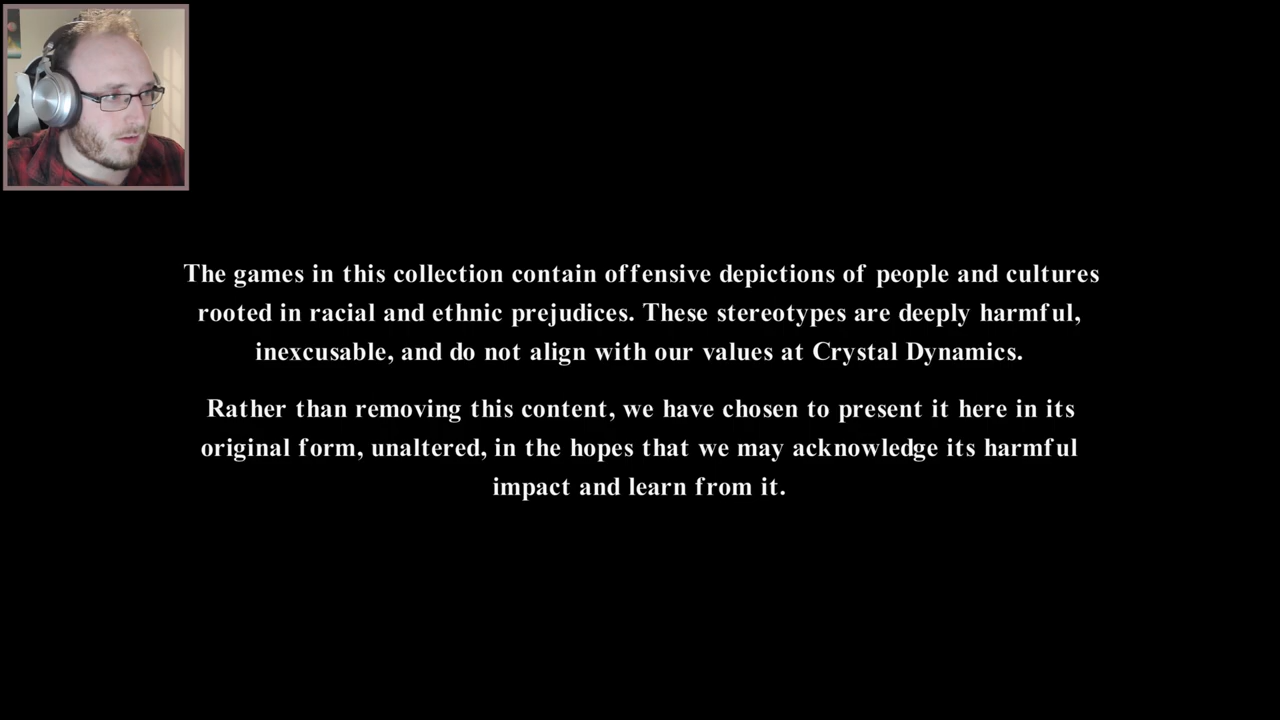 The games in this collection contain offensive depictions of people and cultures
rooted in racial and ethnic prejudices. These stereotypes are deeply harmful,
inexcusable, and do not align with our values at Crystal Dynamics.
Rather than removing this content, we have chosen to present it here in its
original form, unaltered, in the hopes that we may acknowledge its harmful
impact and learn from it.